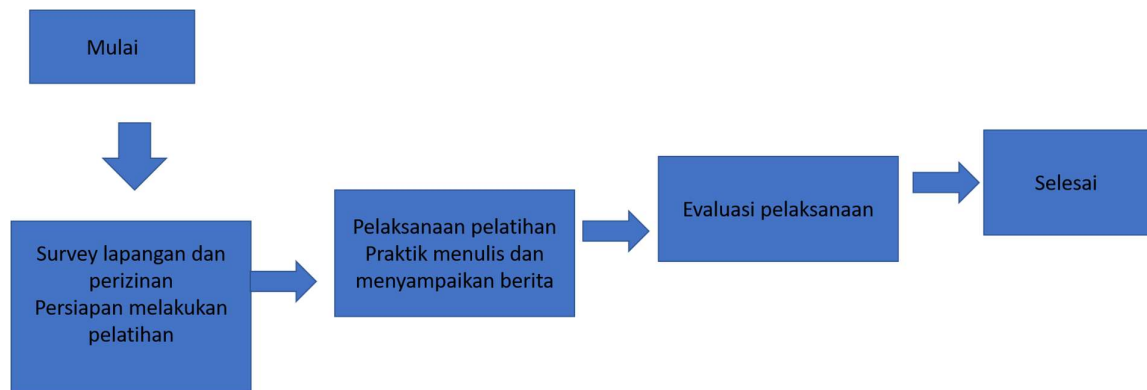 Mulai
Survey lapangan dan
perizinan
Persiapan melakukan
pelatihan
Pelaksanaan pelatihan
Praktik menulis dan
menyampaikan berita
Evaluasi pelaksanaan
Selesai